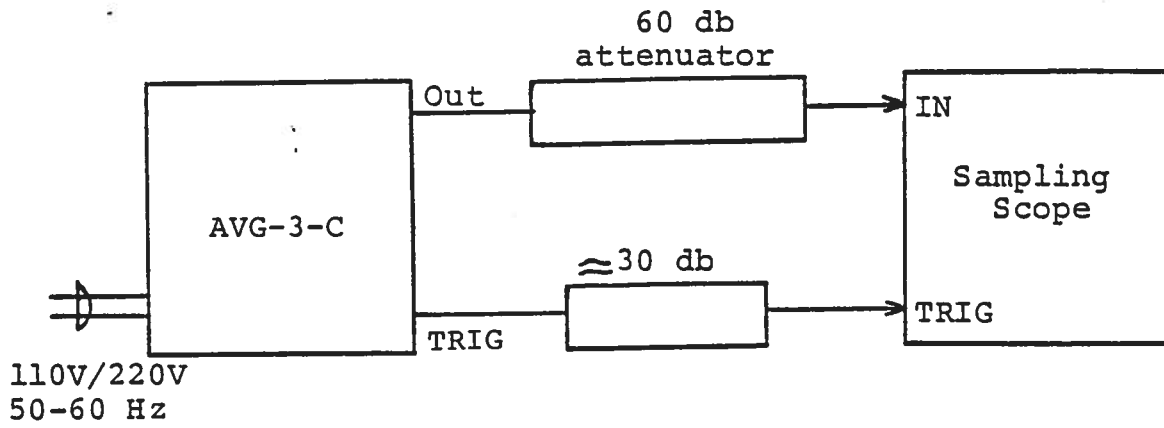 60 db
attenuator
Out
IN
Sampling
Scope
AVG-3-C
≈30 db
TRIG
TRIG
110V/220V
50-60 Hz